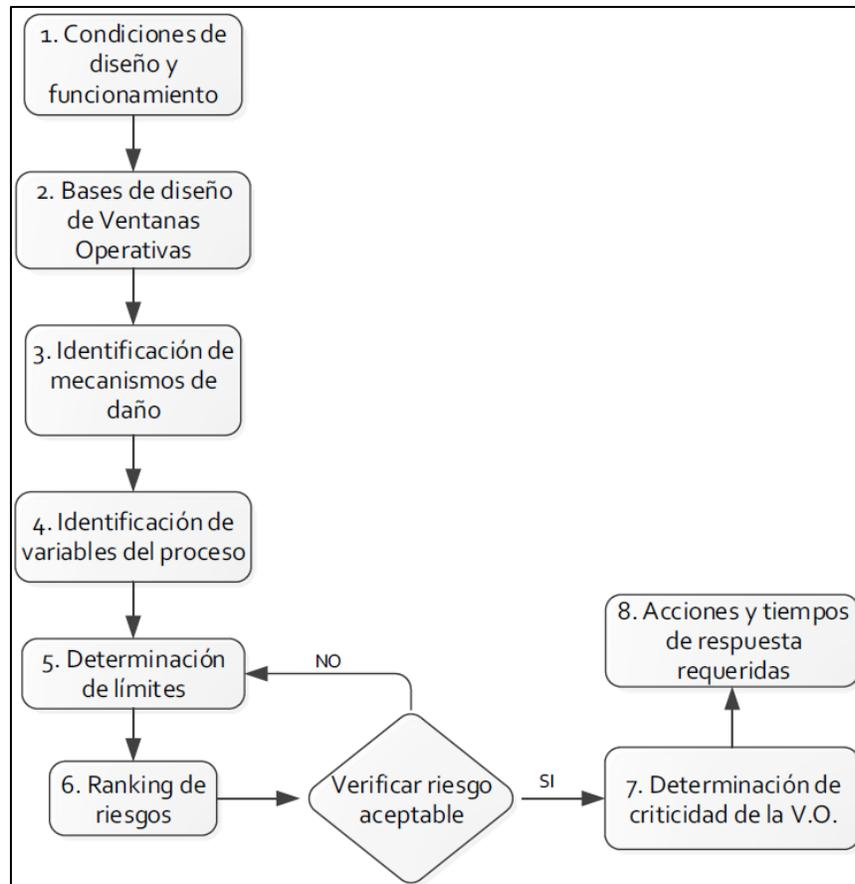 1. Condiciones de
diseño y
funcionamiento
2. Bases de diseño
de Ventanas
Operativas
3. Identificación de
mecanismos de
daño
4. Identificación de
variables del proceso
5. Determinación
de límites
NO
6. Ranking de
riesgos
Verificar riesgo
aceptable
SI
7. Determinación de
criticidad de la V.O.
8. Acciones y tiempos
de respuesta
requeridas